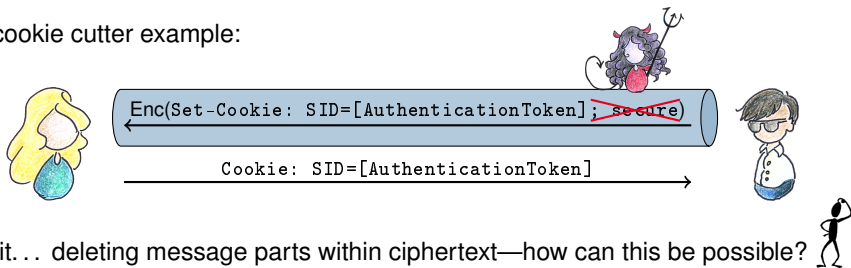 cookie cutter example:
Enc(Set-Cookie: SID=[AuthenticationToken]; secure)
Cookie: SID=[AuthenticationToken]
it... deleting message parts within ciphertext—how can this be possible?